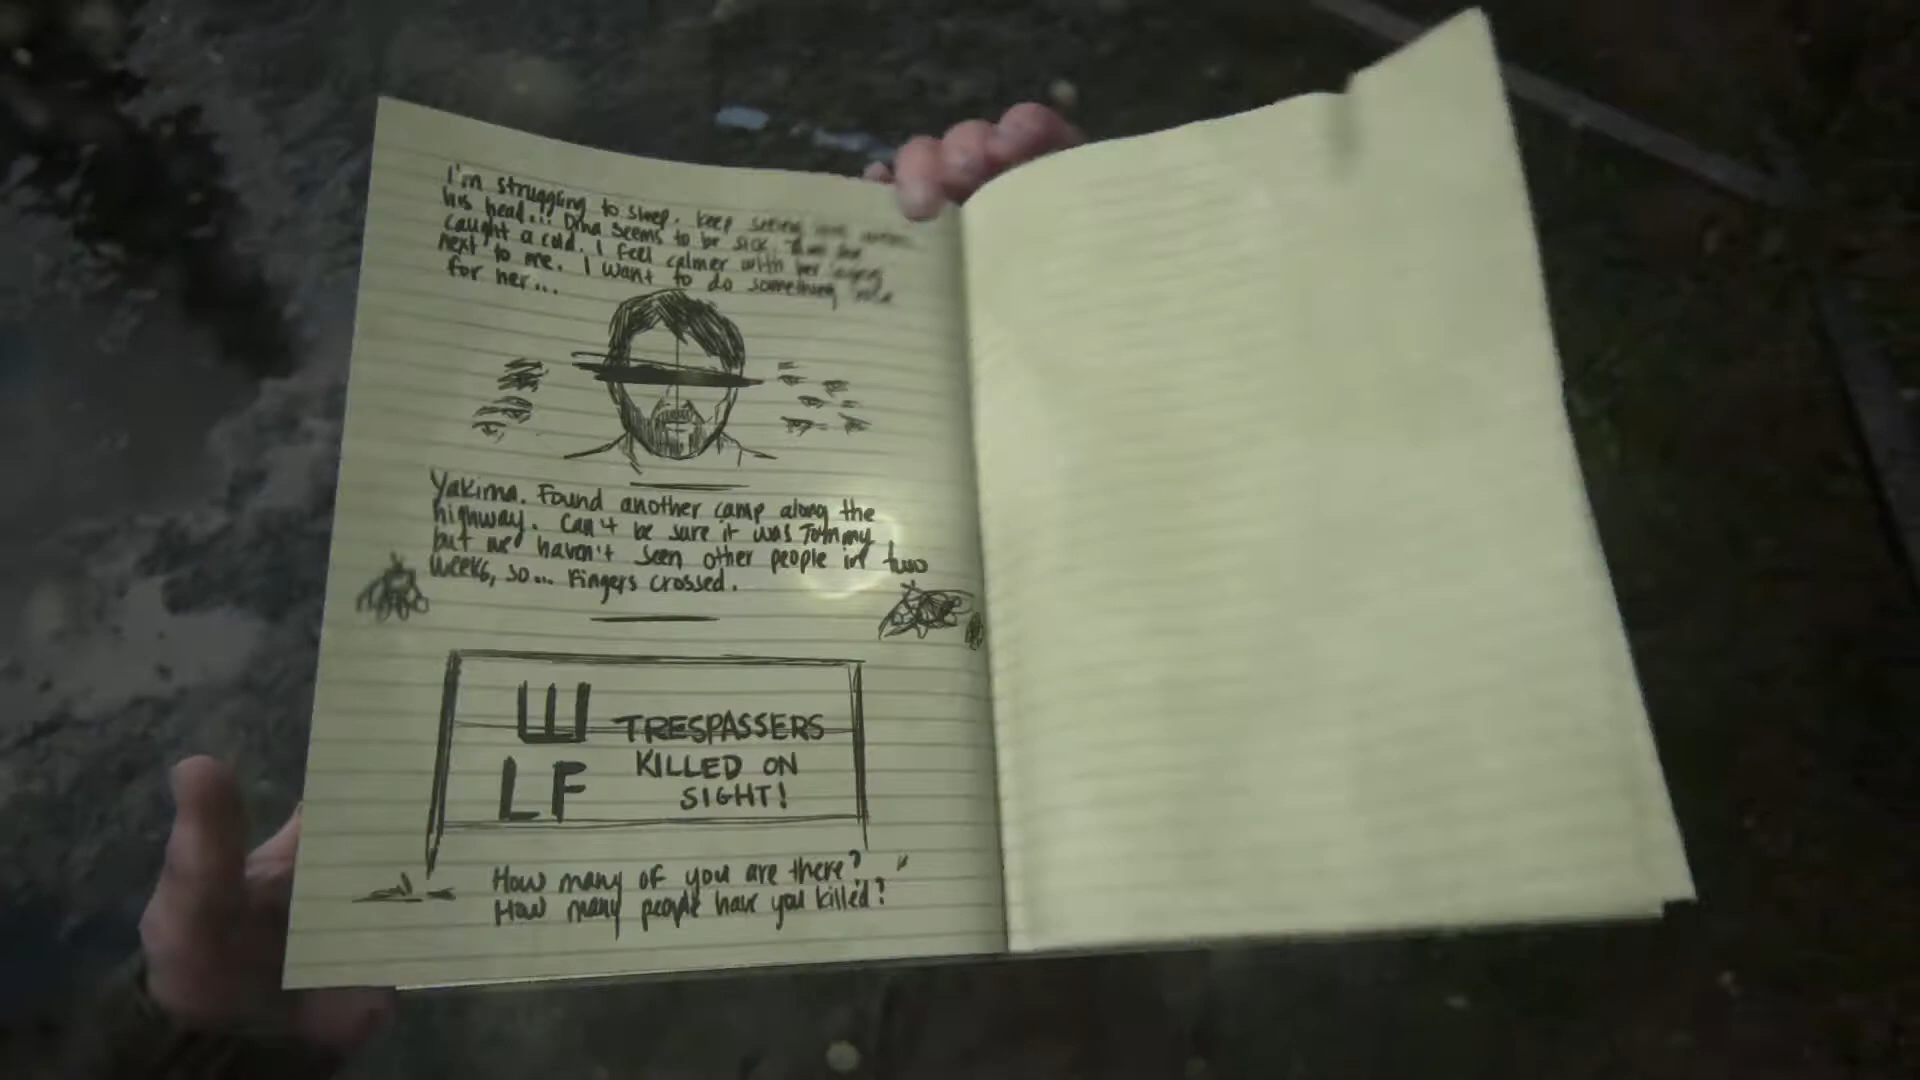 I'm struggling to sleep. Keep seeing
his head... Dina seems to be sick.
caught a cold. I feel calmer with her
next to me. I want to do something
for her...
Yakima. Found another camp along the
highway. Can't be sure it was Tommy
but we haven't seen other people in two
weeks, so... Fingers crossed.
W TRESPASSERS
KILLED ON
LF SIGHT!
How many of you are there?
How many people have you killed?